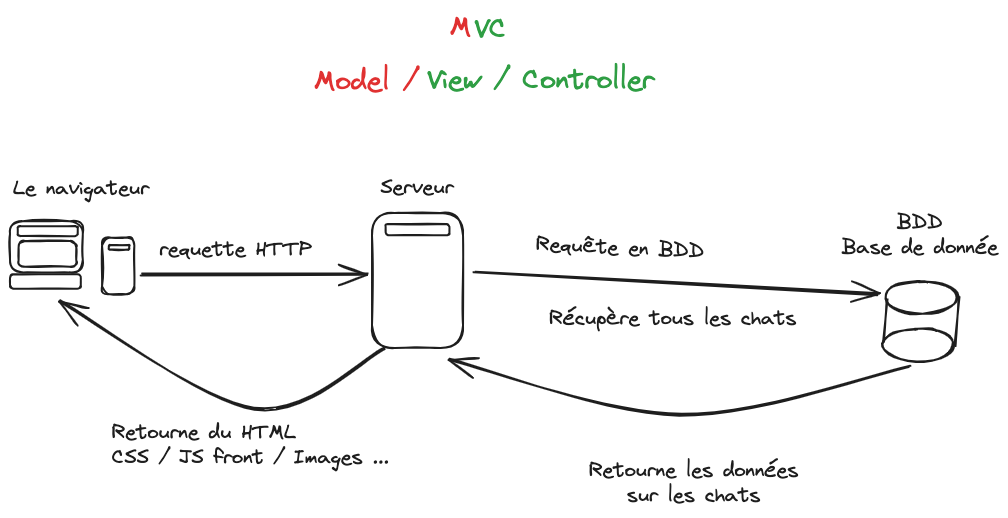 MVC
Model / View / Controller
Le navigateur
Serveur
BDD
Base de donnée
requette HTTP
Requête en BDD
Récupère tous les chats
Retourne du HTML
CSS / JS front / Images ...
Retourne les données
sur les chats